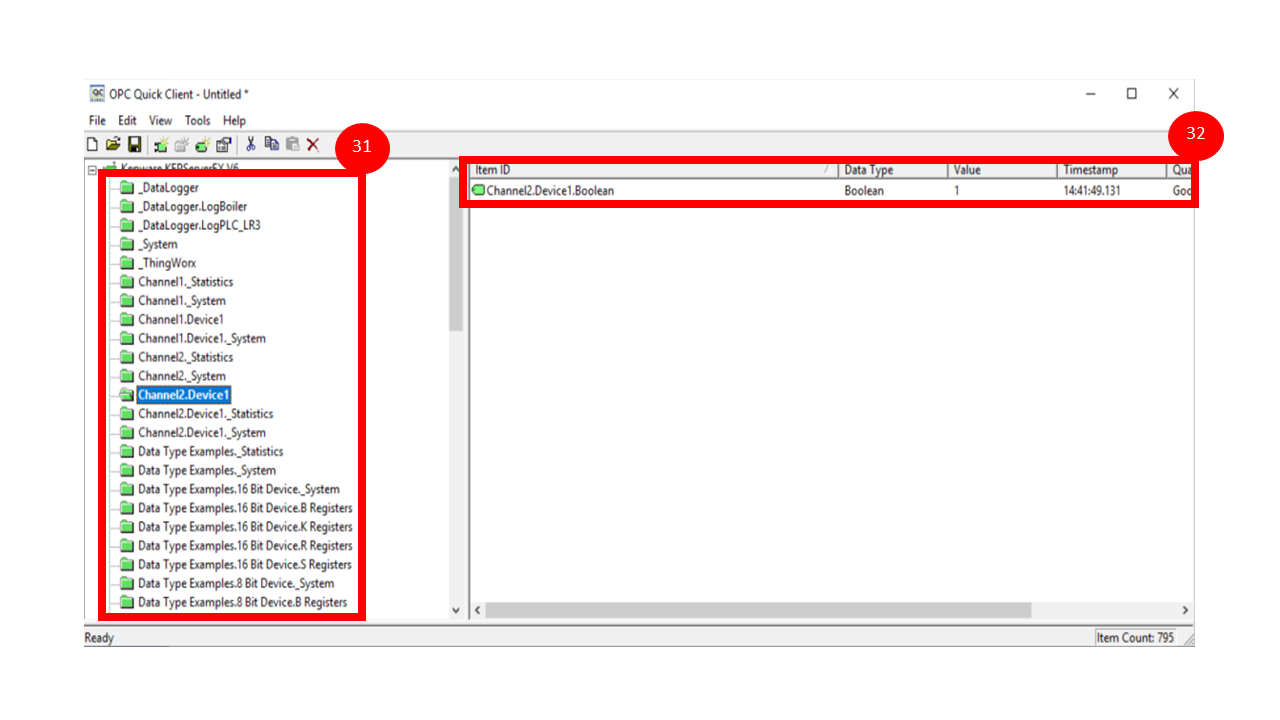 OPC Quick Client - Untitled *
File Edit View Tools Help
31
32
Kepware.KEPServerEX.V6
_DataLogger
_DataLogger.LogBoiler
_DataLogger.LogPLC_LR3
_System
_ThingWorx
Channel1._Statistics
Channel1._System
Channel1.Device1
Channel1.Device1._System
Channel2._Statistics
Channel2._System
Channel2.Device1
Channel2.Device1._Statistics
Channel2.Device1._System
Data Type Examples._Statistics
Data Type Examples._System
Data Type Examples.16 Bit Device._System
Data Type Examples.16 Bit Device.B Registers
Data Type Examples.16 Bit Device.K Registers
Data Type Examples.16 Bit Device.R Registers
Data Type Examples.16 Bit Device.S Registers
Data Type Examples.8 Bit Device._System
Data Type Examples.8 Bit Device.B Registers
Item ID Data Type Value Timestamp Qua
Channel2.Device1.Boolean Boolean 1 14:41:49.131 Goo
Ready Item Count: 795